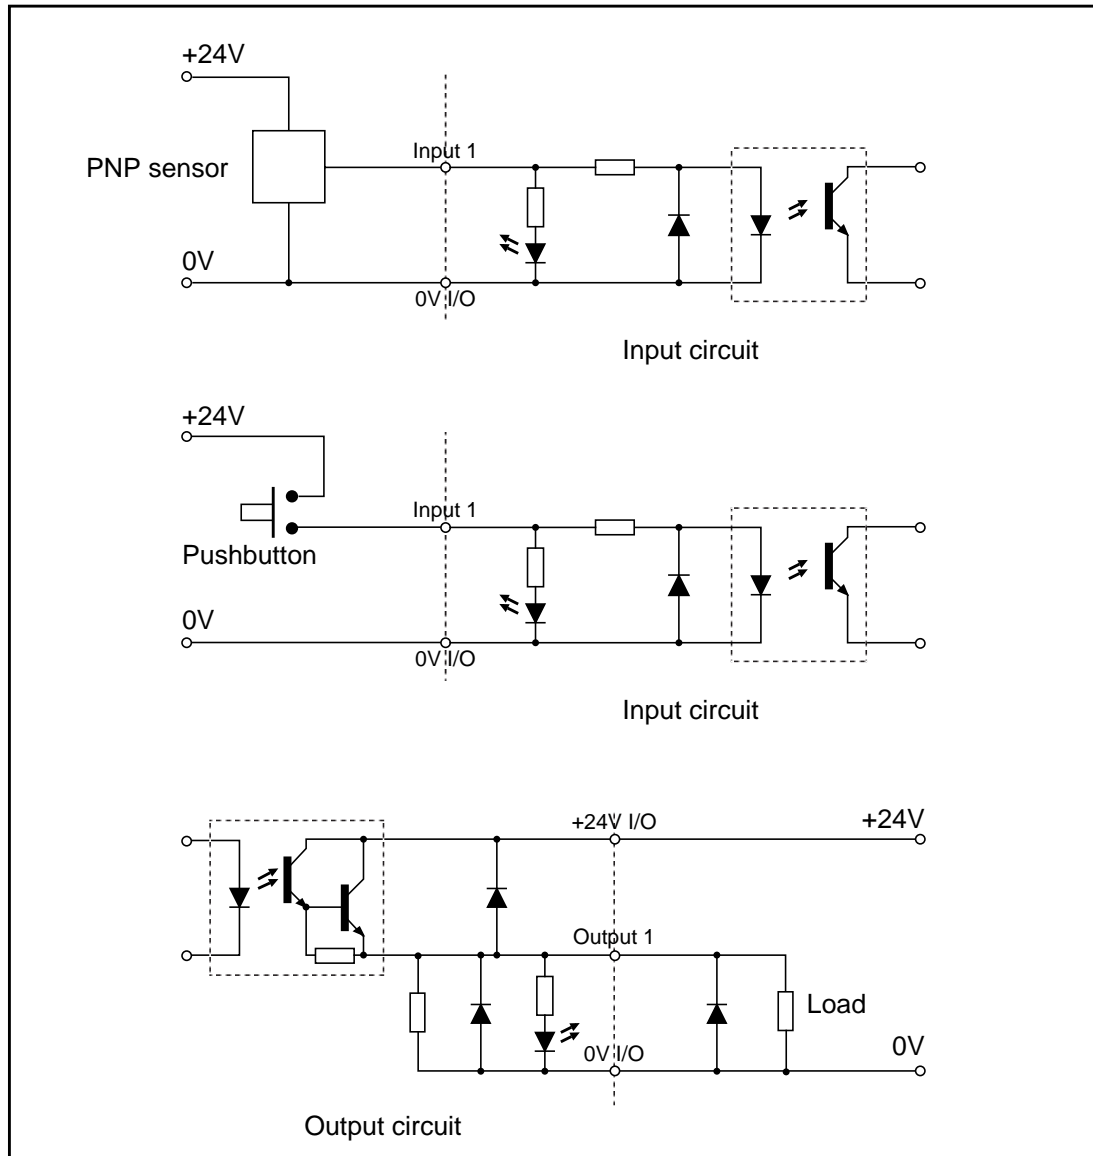 +24V
PNP sensor
Input 1
0V
0V I/O
Input circuit
+24V
Input 1
Pushbutton
0V
0V I/O
Input circuit
+24V I/O
+24V
Output 1
Load
0V I/O
0V
Output circuit